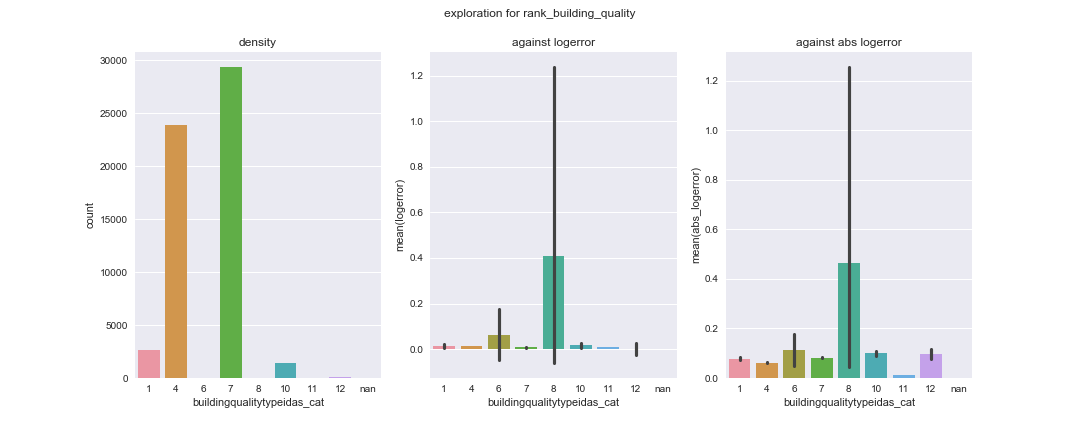 exploration for rank_building_quality
density
count
30000
25000
20000
15000
10000
5000
0
1 4 6 7 8 10 11 12 nan
buildingqualitytypeidas_cat
against logerror
mean(logerror)
1.2
1.0
0.8
0.6
0.4
0.2
0.0
1 4 6 7 8 10 11 12 nan
buildingqualitytypeidas_cat
against abs logerror
mean(abs_logerror)
1.2
1.0
0.8
0.6
0.4
0.2
0.0
1 4 6 7 8 10 11 12 nan
buildingqualitytypeidas_cat